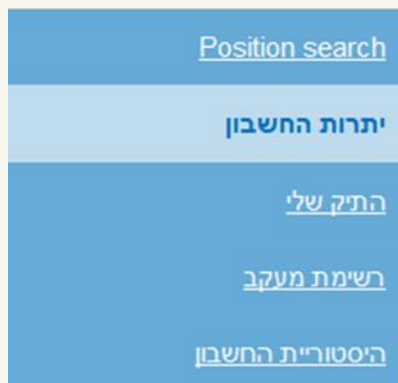 Position search
יתרות החשבון
התיק שלי
רשימת מעקב
היסטוריית החשבון